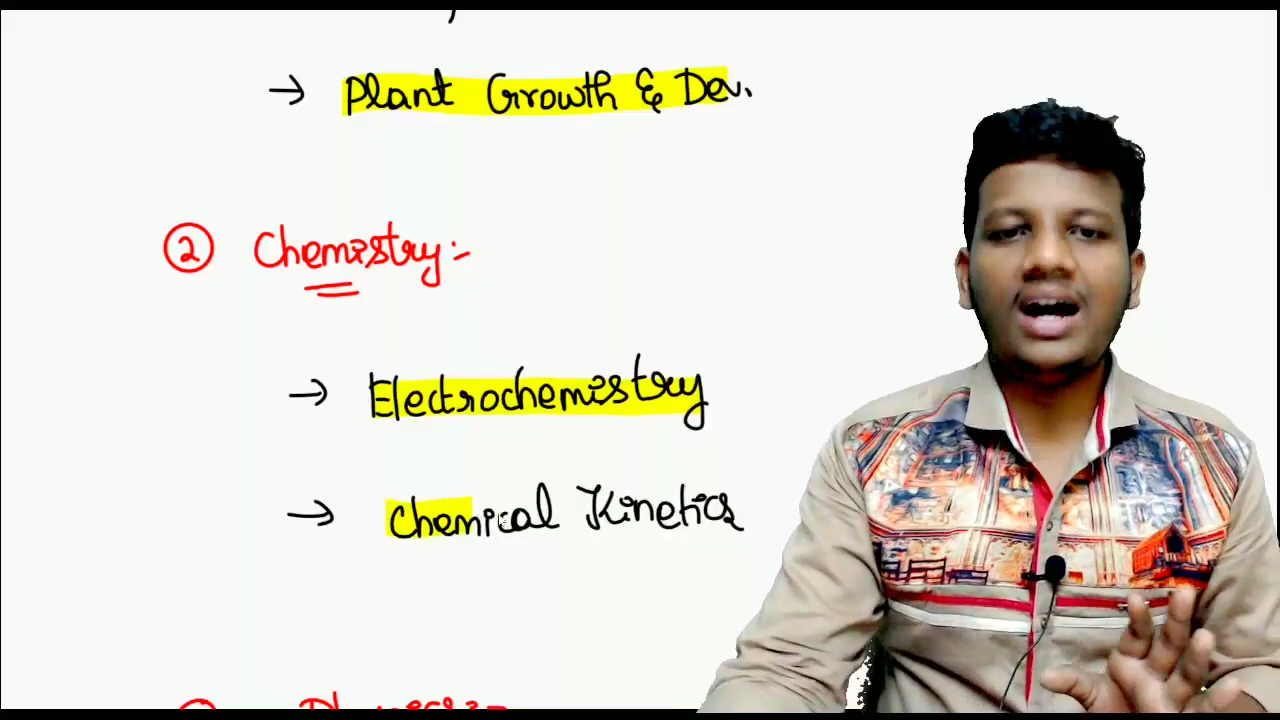 → Plant Growth & Dev.
② Chemistry:-
→ Electrochemistry
→ Chemical Kinetics